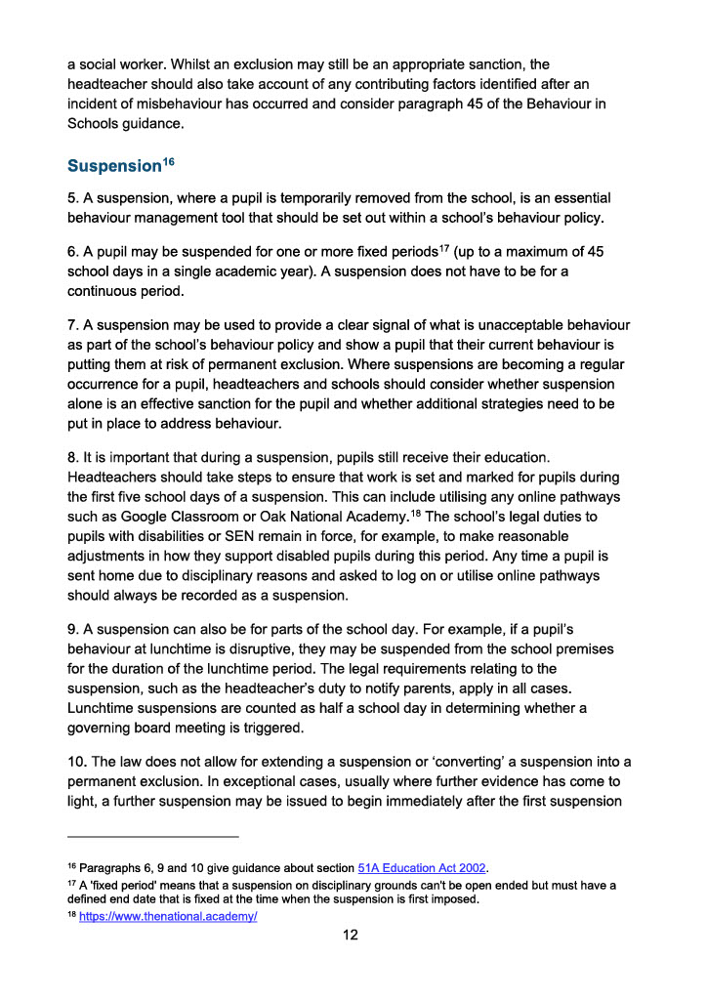 a social worker. Whilst an exclusion may still be an appropriate sanction, the
headteacher should also take account of any contributing factors identified after an
incident of misbehaviour has occurred and consider paragraph 45 of the Behaviour in
Schools guidance.
Suspension16
5. A suspension, where a pupil is temporarily removed from the school, is an essential
behaviour management tool that should be set out within a school's behaviour policy.
6. A pupil may be suspended for one or more fixed periods17 (up to a maximum of 45
school days in a single academic year). A suspension does not have to be for a
continuous period.
7. A suspension may be used to provide a clear signal of what is unacceptable behaviour
as part of the school's behaviour policy and show a pupil that their current behaviour is
putting them at risk of permanent exclusion. Where suspensions are becoming a regular
occurrence for a pupil, headteachers and schools should consider whether suspension
alone is an effective sanction for the pupil and whether additional strategies need to be
put in place to address behaviour.
8. It is important that during a suspension, pupils still receive their education.
Headteachers should take steps to ensure that work is set and marked for pupils during
the first five school days of a suspension. This can include utilising any online pathways
such as Google Classroom or Oak National Academy.18 The school's legal duties to
pupils with disabilities or SEN remain in force, for example, to make reasonable
adjustments in how they support disabled pupils during this period. Any time a pupil is
sent home due to disciplinary reasons and asked to log on or utilise online pathways
should always be recorded as a suspension.
9. A suspension can also be for parts of the school day. For example, if a pupil's
behaviour at lunchtime is disruptive, they may be suspended from the school premises
for the duration of the lunchtime period. The legal requirements relating to the
suspension, such as the headteacher's duty to notify parents, apply in all cases.
Lunchtime suspensions are counted as half a school day in determining whether a
governing board meeting is triggered.
10. The law does not allow for extending a suspension or 'converting' a suspension into a
permanent exclusion. In exceptional cases, usually where further evidence has come to
light, a further suspension may be issued to begin immediately after the first suspension
16 Paragraphs 6, 9 and 10 give guidance about section 51A Education Act 2002.
17 A 'fixed period' means that a suspension on disciplinary grounds can't be open ended but must have a
defined end date that is fixed at the time when the suspension is first imposed.
18 https://www.thenational.academy/
12